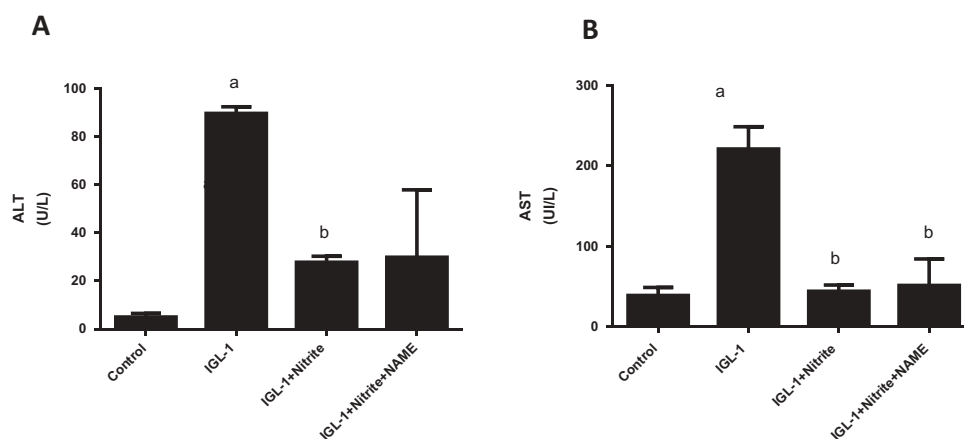 A
a
100
80
60
40
20
0
ALT
(U/L)
b
Control
IGL-1
IGL-1+Nitrite
IGL-1+Nitrite+NAME
B
a
300
200
100
0
AST
(UI/L)
b
b
Control
IGL-1
IGL-1+Nitrite
IGL-1+Nitrite+NAME